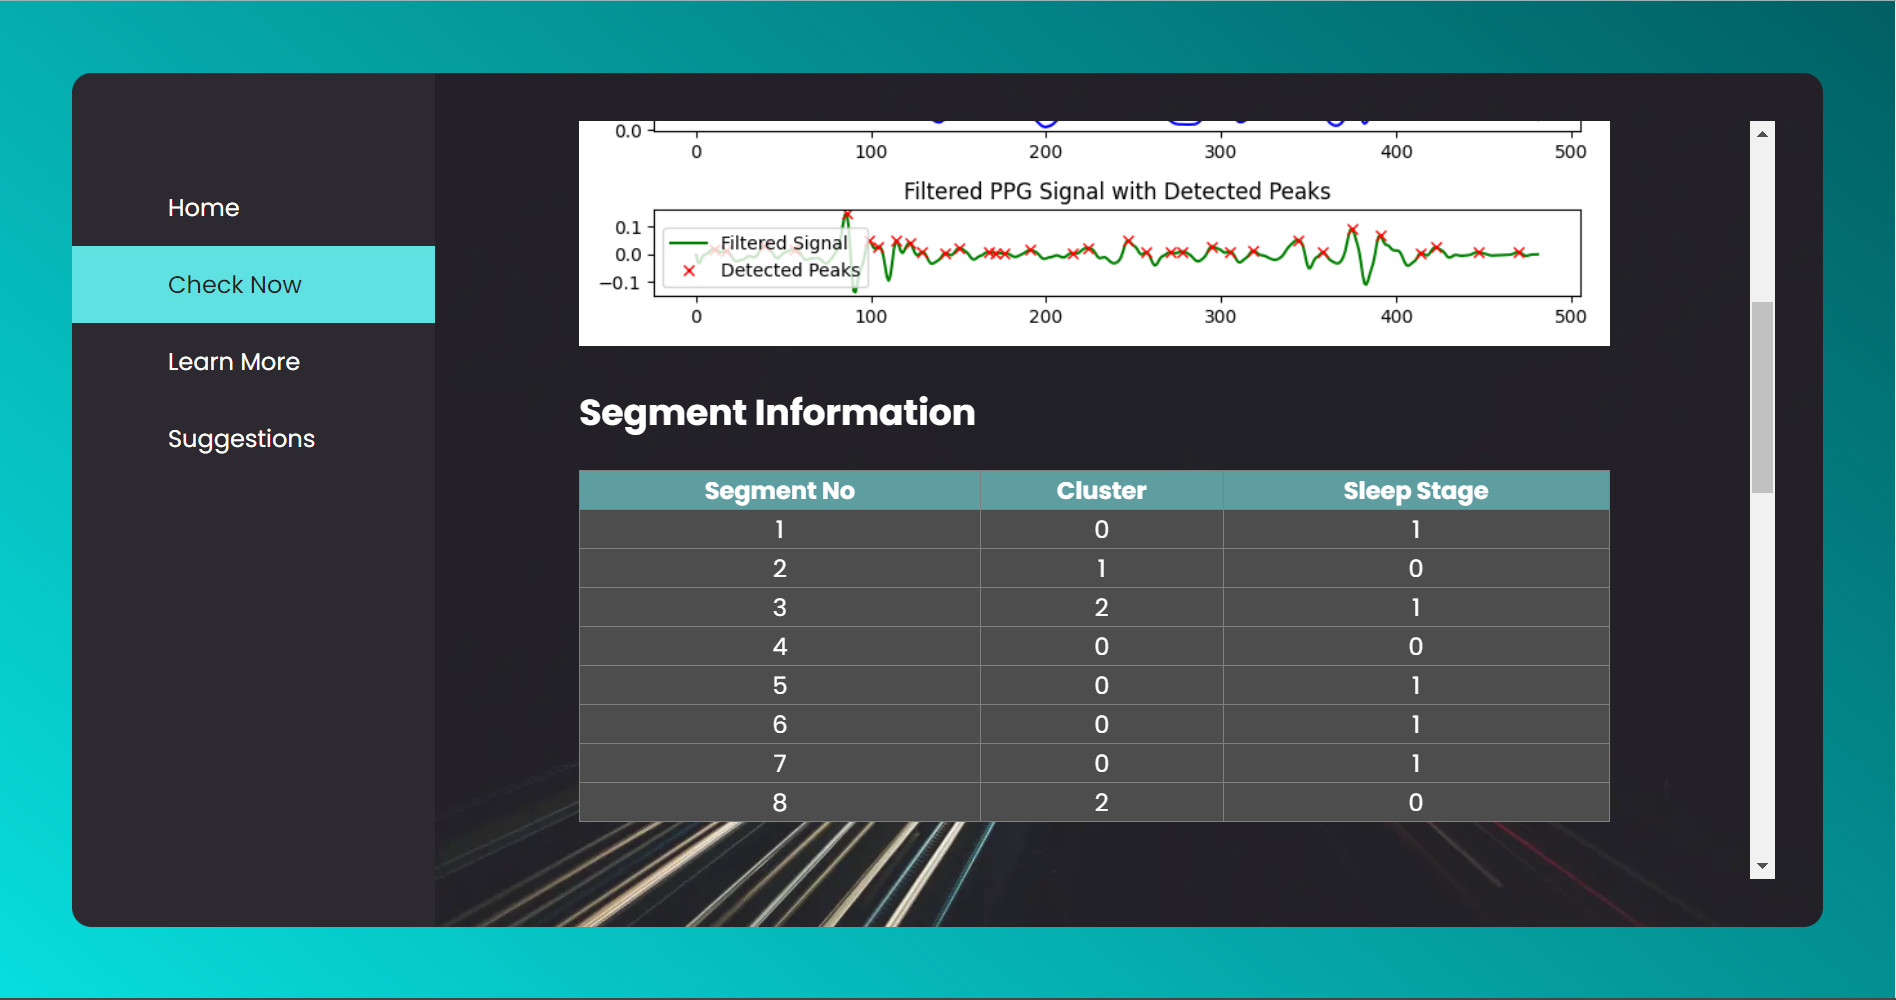 Home
Check Now
Learn More
Suggestions
0.0
0 100 200 300 400 500
Filtered PPG Signal with Detected Peaks
0.1
0.0
−0.1
Filtered Signal
Detected Peaks
0 100 200 300 400 500
Segment Information
Segment No Cluster Sleep Stage
1 0 1
2 1 0
3 2 1
4 0 0
5 0 1
6 0 1
7 0 1
8 2 0